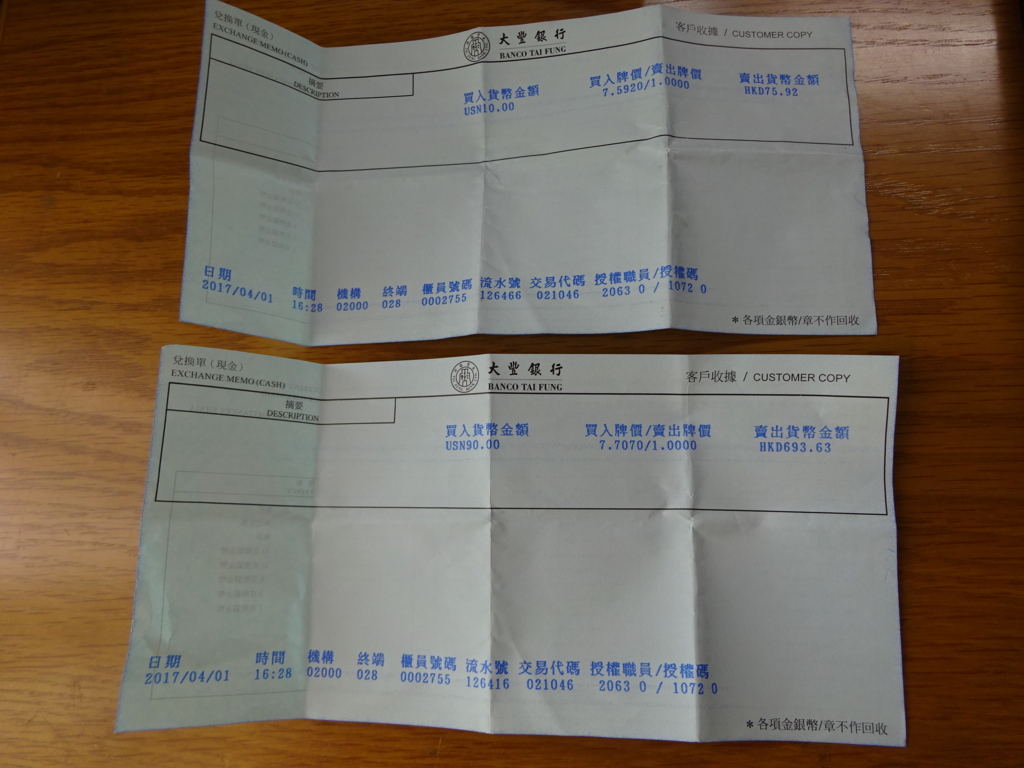 兌換單（現金）
EXCHANGE MEMO(CASH)
大豐銀行
BANCO TAI FUNG
客戶收據 / CUSTOMER COPY
摘要
DESCRIPTION
買入貨幣金額 買入牌價/賣出牌價 賣出貨幣金額
USN10.00 7.5920/1.0000 HKD75.92
日期 時間 機構 終端 櫃員號碼 流水號 交易代碼 授權職員/授權碼
2017/04/01 16:28 02000 028 0002755 126466 021046 2063 0 / 1072 0
*各項金銀幣/章不作回收
兌換單（現金）
EXCHANGE MEMO(CASH)
大豐銀行
BANCO TAI FUNG
客戶收據 / CUSTOMER COPY
摘要
DESCRIPTION
買入貨幣金額 買入牌價/賣出牌價 賣出貨幣金額
USN90.00 7.7070/1.0000 HKD693.63
日期 時間 機構 終端 櫃員號碼 流水號 交易代碼 授權職員/授權碼
2017/04/01 16:28 02000 028 0002755 126416 021046 2063 0 / 1072 0
*各項金銀幣/章不作回收